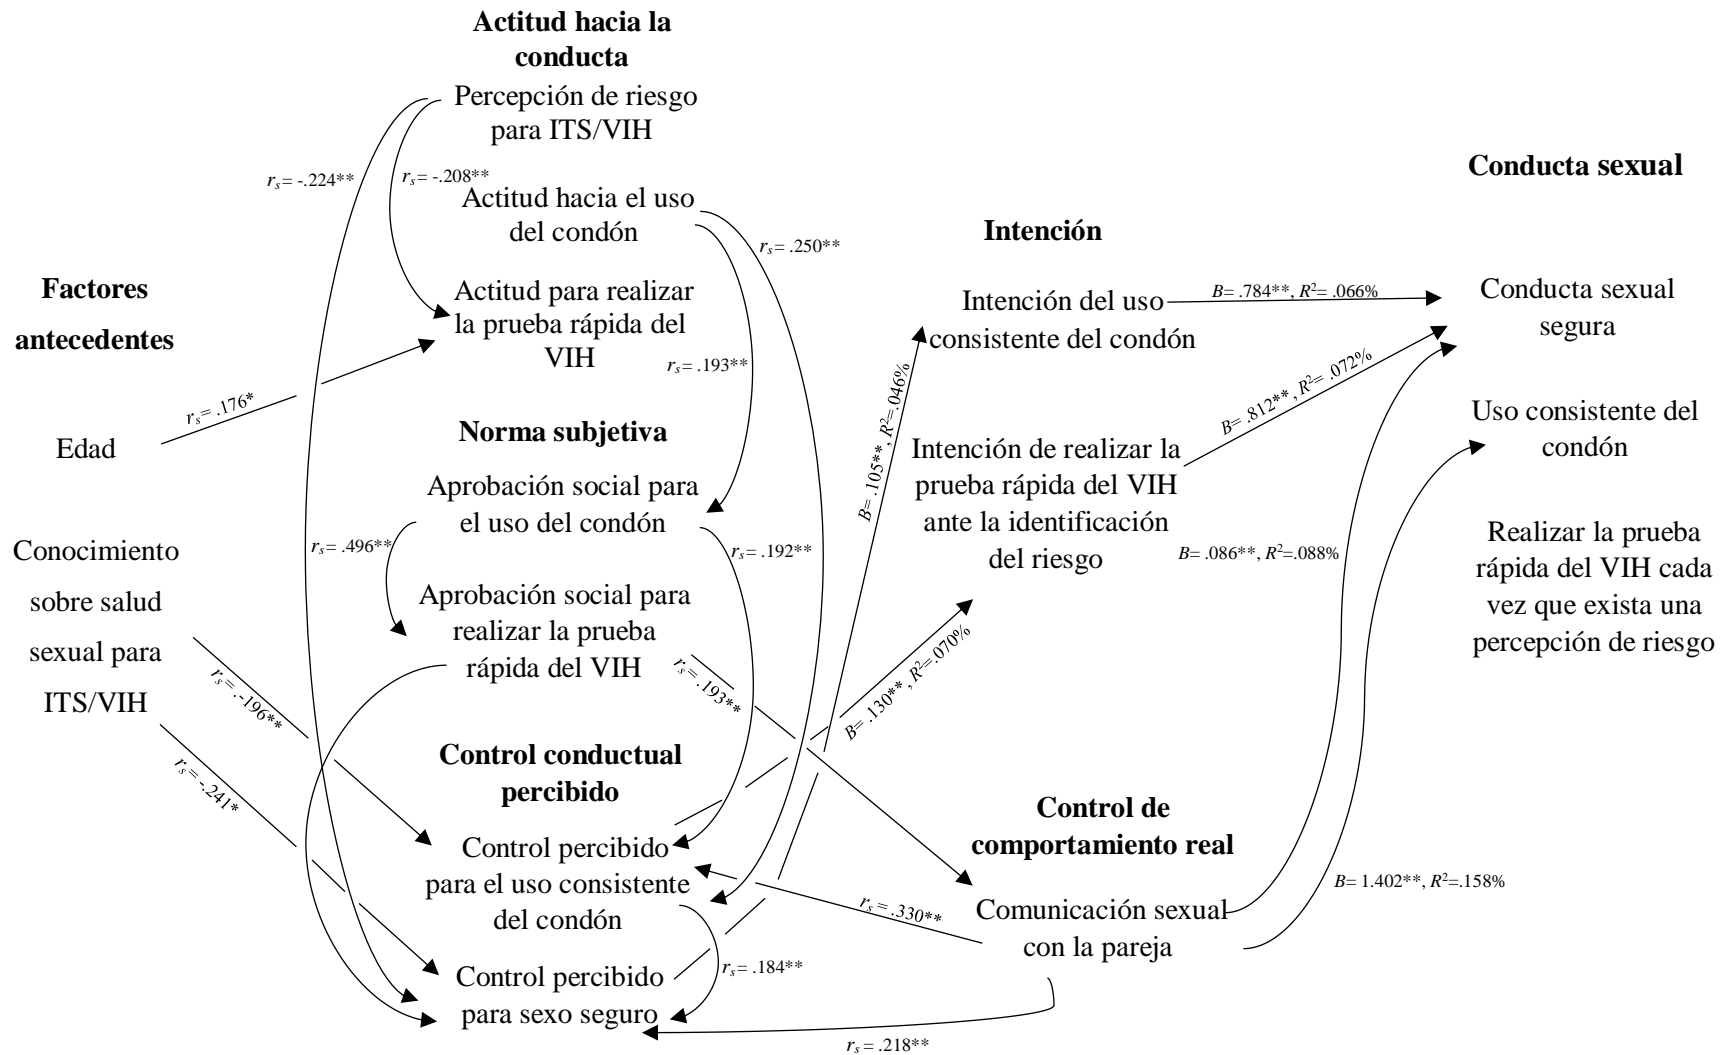 Factores
antecedentes
Edad
Conocimiento
sobre salud
sexual para
ITS/VIH
rs = .176*
rs = .-196**
rs = -.241*
Actitud hacia la
conducta
Percepción de riesgo
para ITS/VIH
rs= -.224**
rs= -.208**
Actitud hacia el uso
del condón
rs= .250**
Actitud para realizar
la prueba rápida del
VIH
rs= .193**
Norma subjetiva
Aprobación social para
el uso del condón
rs= .496**
rs= .192**
Aprobación social para
realizar la prueba
rápida del VIH
rs = .193**
Control conductual
percibido
Control percibido
para el uso consistente
del condón
rs= .184**
Control percibido
para sexo seguro
B= .105**, R2=.046%
B= .130**, R2=.070%
Intención
Intención del uso
consistente del condón
Intención de realizar la
prueba rápida del VIH
ante la identificación
del riesgo
B= .784**, R2= .066%
B= .812**, R2= .072%
B= .086**, R2=.088%
Control de
comportamiento real
Comunicación sexual
con la pareja
rs = .330**
rs = .218**
B= 1.402**, R2=.158%
Conducta sexual
Conducta sexual
segura
Uso consistente del
condón
Realizar la prueba
rápida del VIH cada
vez que exista una
percepción de riesgo